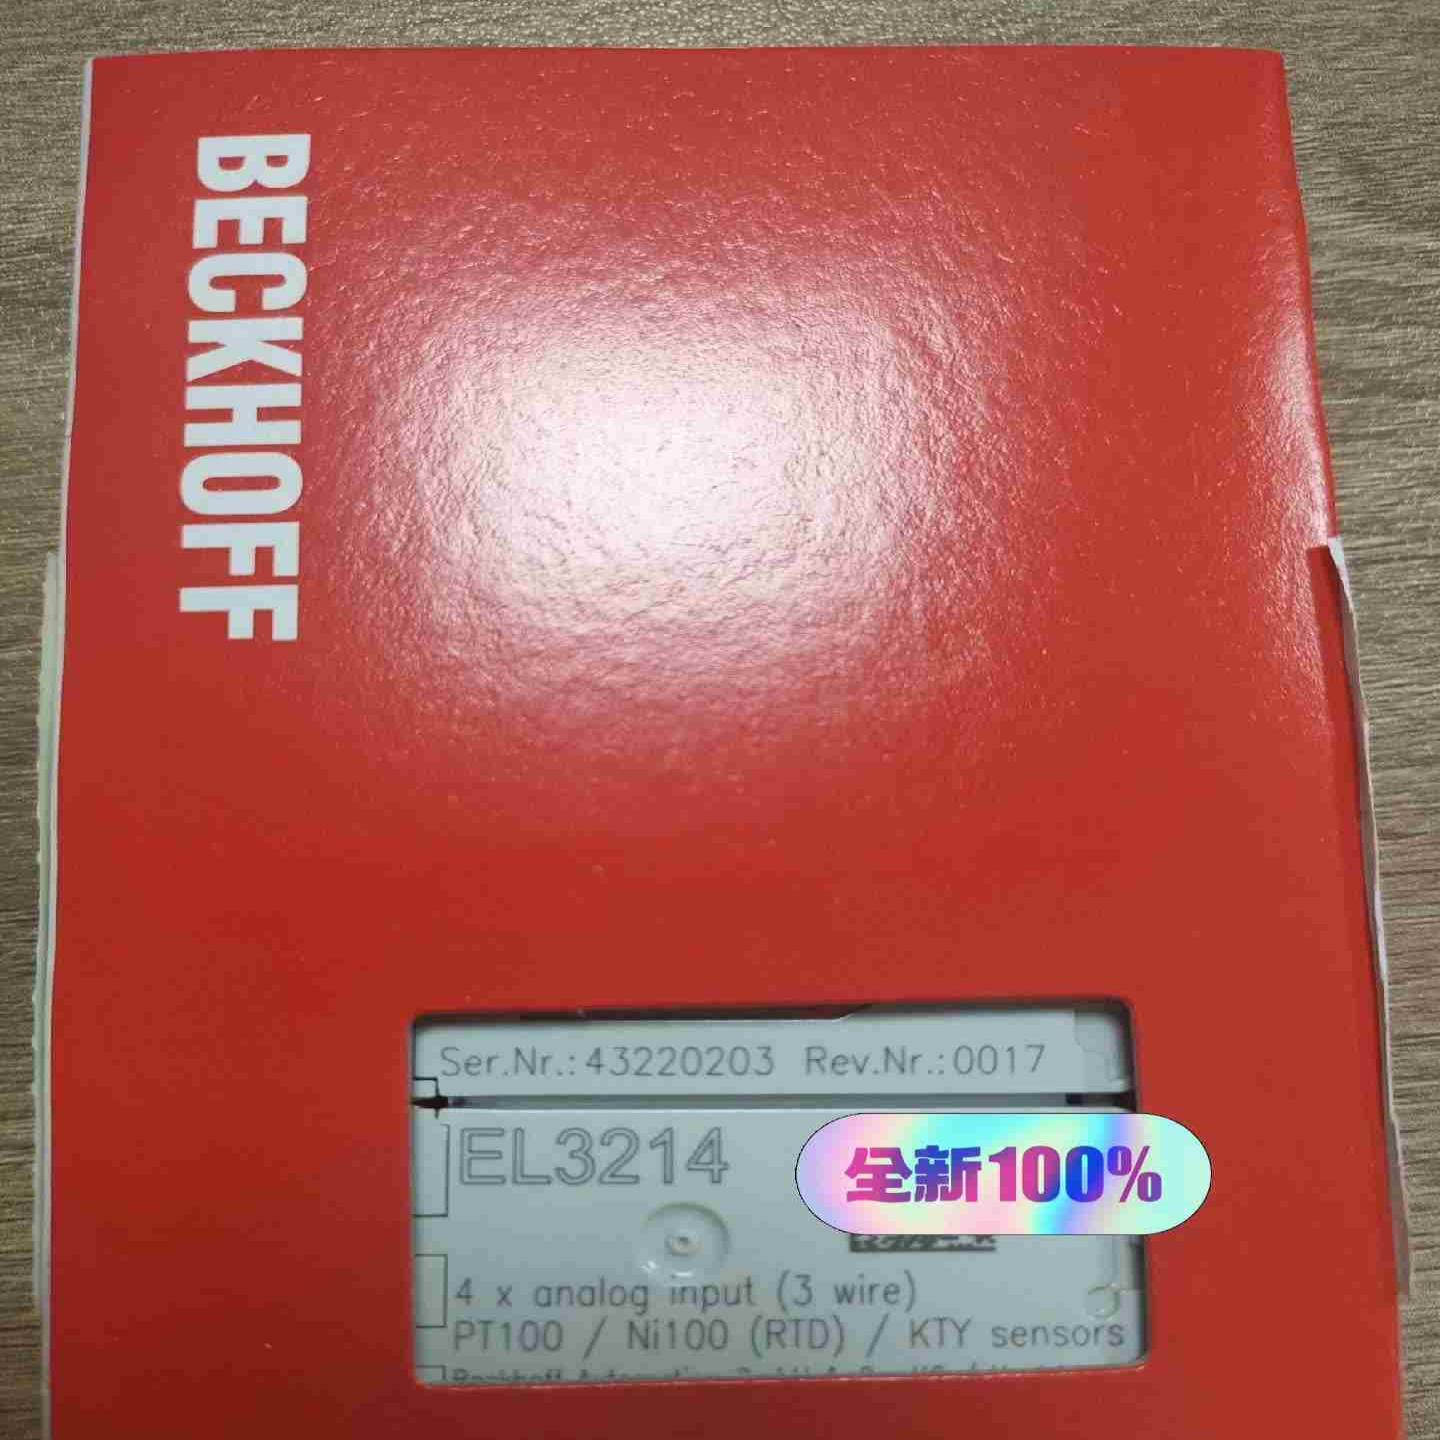 BECKHOFF
Ser.Nr.: 43220203 Rev.Nr.: 0017
EL3214
全新100%
4 x analog input (3 wire)
PT100 / Ni100 (RTD) / KTY sensors